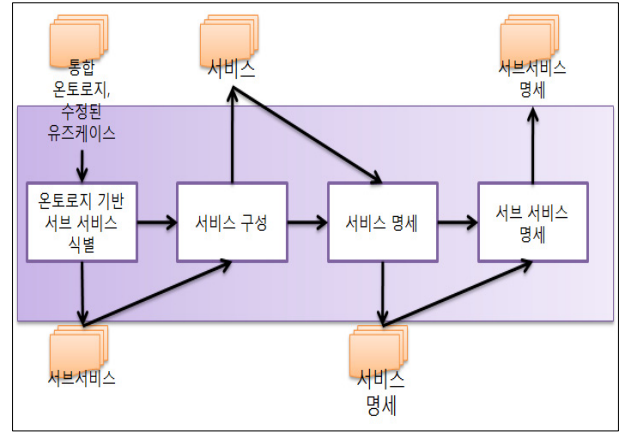 통합
온토로지,
수정된
유즈케이스
서비스
서브서비스
명세
온토로지 기반
서브 서비스
식별
서비스 구성
서비스 명세
서브 서비스
명세
서브서비스
서비스
명세